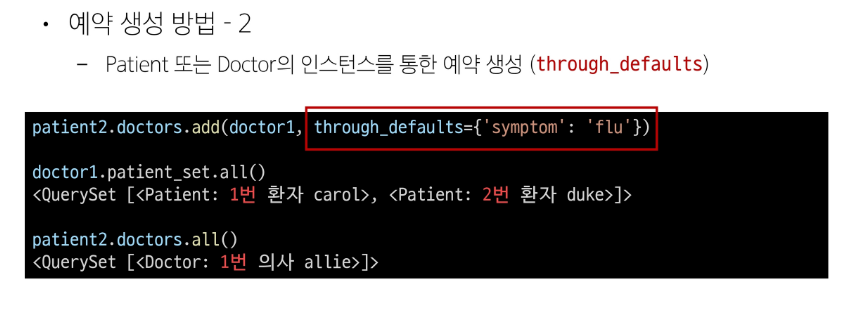 • 예약 생성 방법 - 2
– Patient 또는 Doctor의 인스턴스를 통한 예약 생성 (through_defaults)
patient2.doctors.add(doctor1, through_defaults={'symptom': 'flu'})
doctor1.patient_set.all()
<QuerySet [<Patient: 1번 환자 carol>, <Patient: 2번 환자 duke>]>
patient2.doctors.all()
<QuerySet [<Doctor: 1번 의사 allie>]>